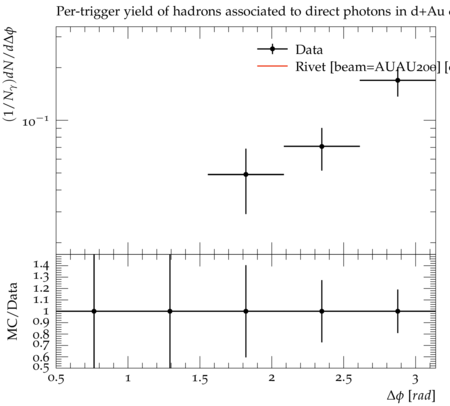 Per-trigger yield of hadrons associated to direct photons in d+Au
(1/Nγ)dN/dΔϕ
Data
Rivet [beam=AUAU200]
10⁻¹
MC/Data
1.4
1.3
1.2
1.1
1
0.9
0.8
0.7
0.6
0.5
0.5 1 1.5 2 2.5 3
Δϕ [rad]